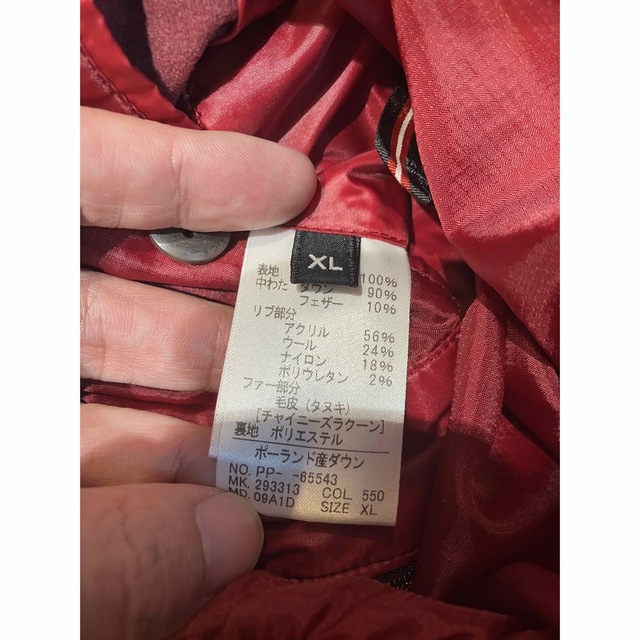 XL
表地 100%
中わた ダウン 90%
フェザー 10%
リブ部分
アクリル 56%
ウール 24%
ナイロン 18%
ポリウレタン 2%
ファー部分
毛皮 (タヌキ)
[チャイニーズラクーン]
裏地 ポリエステル
ポーランド産ダウン
NO. PP- -65543
MK. 293313 COL. 550
MD. 09A1D SIZE XL